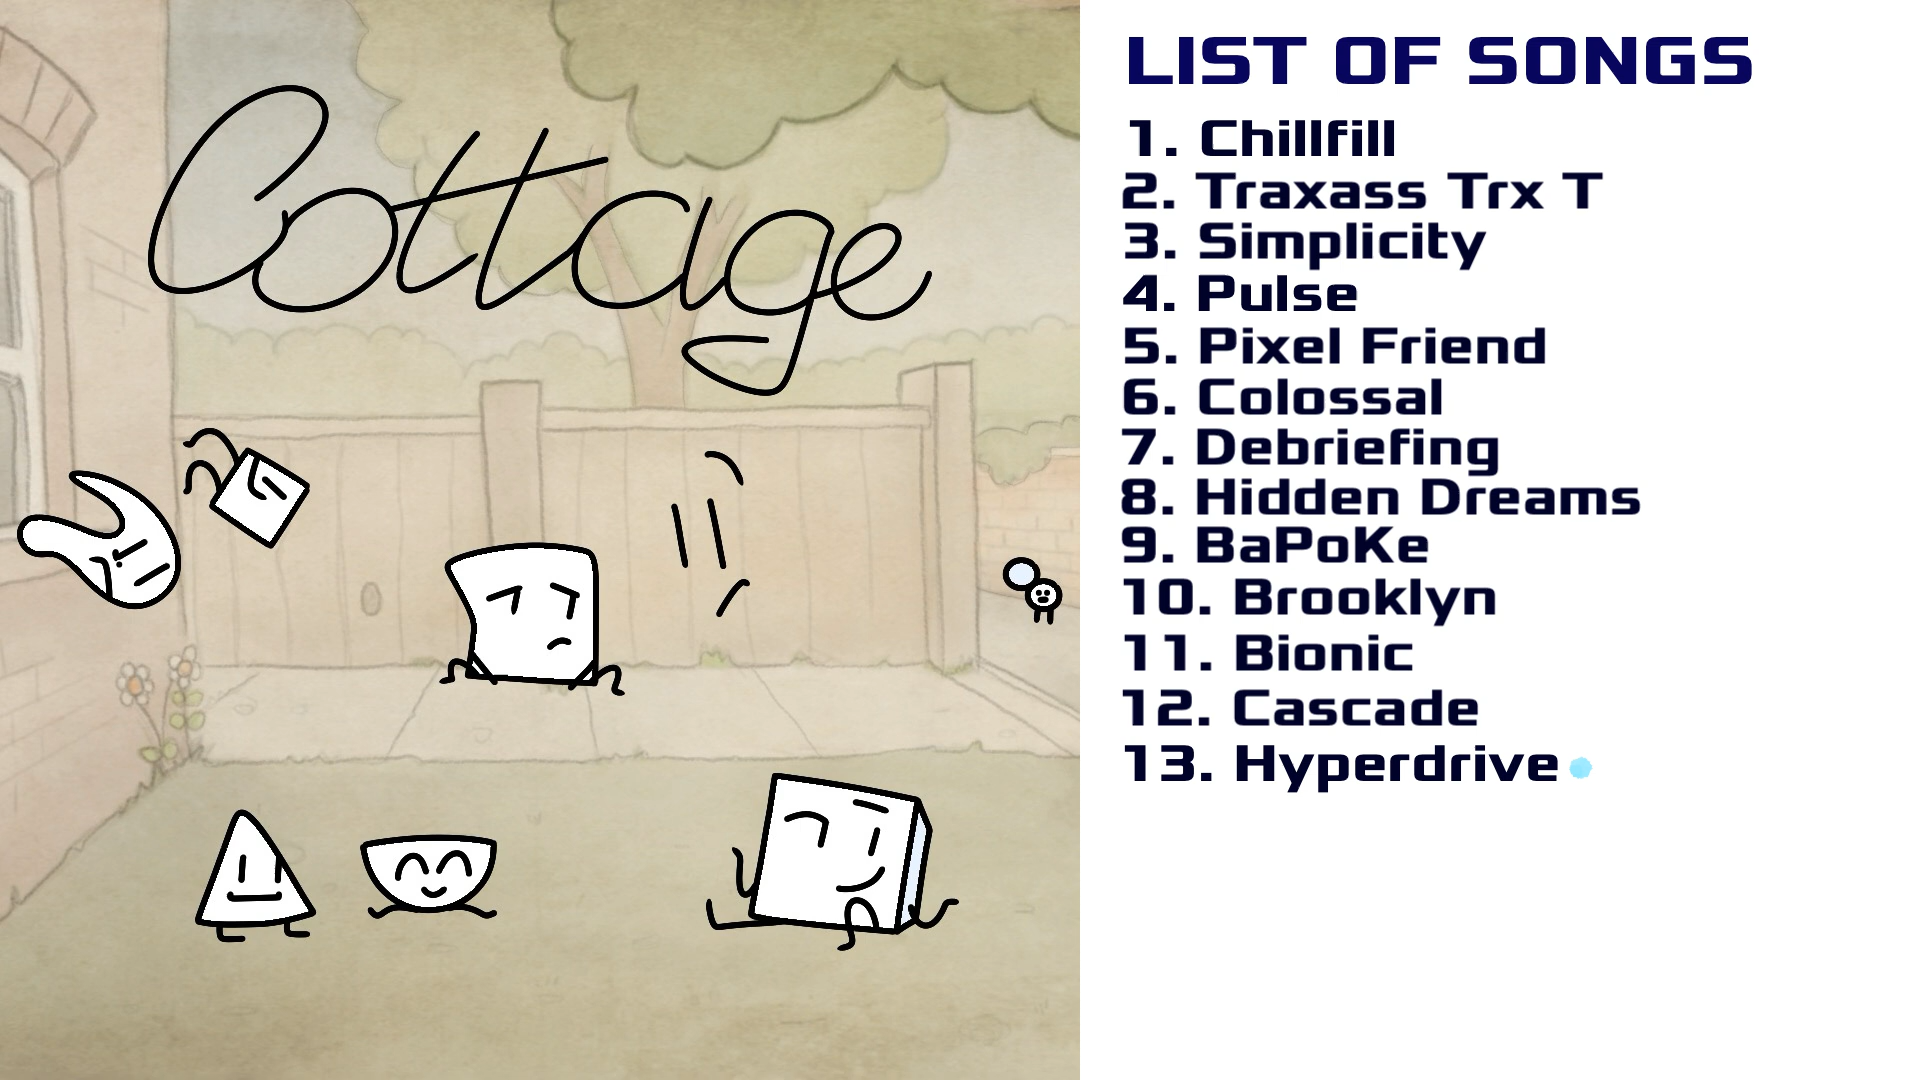 Cottage
LIST OF SONGS
1. Chillfill
2. Traxass Trx T
3. Simplicity
4. Pulse
5. Pixel Friend
6. Colossal
7. Debriefing
8. Hidden Dreams
9. BaPoKe
10. Brooklyn
11. Bionic
12. Cascade
13. Hyperdrive